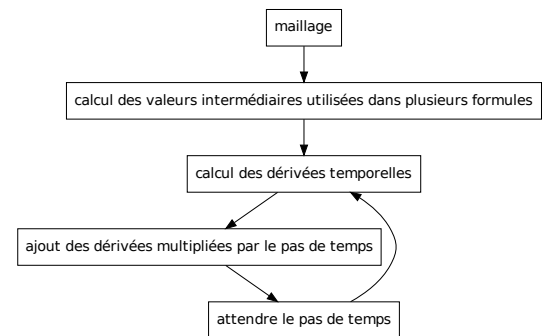 maillage
calcul des valeurs intermédiaires utilisées dans plusieurs formules
calcul des dérivées temporelles
ajout des dérivées multipliées par le pas de temps
attendre le pas de temps